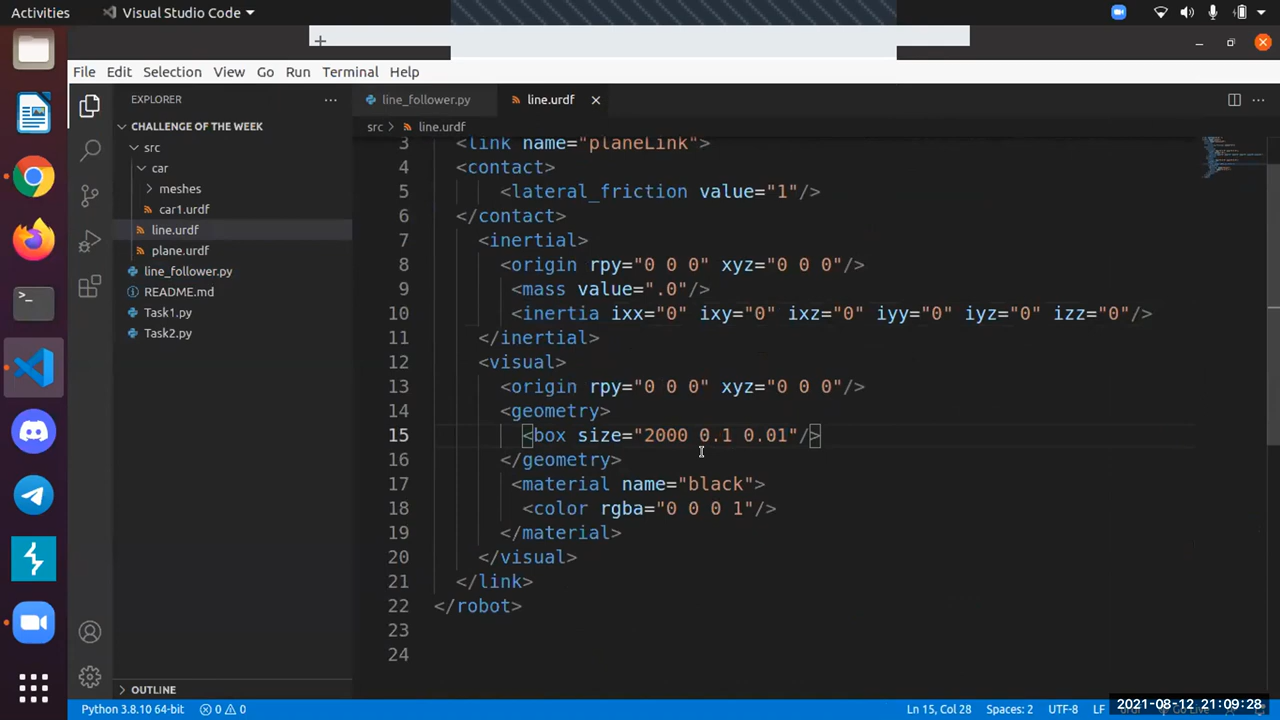 Activities
Visual Studio Code
+
File Edit Selection View Go Run Terminal Help
EXPLORER
CHALLENGE OF THE WEEK
src
car
meshes
car1.urdf
line.urdf
plane.urdf
line_follower.py
README.md
Task1.py
Task2.py
OUTLINE
line_follower.py
line.urdf
src > line.urdf
3 <link name="planeLink">
4 <contact>
5 <lateral_friction value="1"/>
6 </contact>
7 <inertial>
8 <origin rpy="0 0 0" xyz="0 0 0"/>
9 <mass value=".0"/>
10 <inertia ixx="0" ixy="0" ixz="0" iyy="0" iyz="0" izz="0"/>
11 </inertial>
12 <visual>
13 <origin rpy="0 0 0" xyz="0 0 0"/>
14 <geometry>
15 <box size="2000 0.1 0.01"/>
16 </geometry>
17 <material name="black">
18 <color rgba="0 0 0 1"/>
19 </material>
20 </visual>
21 </link>
22 </robot>
23
24
Python 3.8.10 64-bit 0 0 Ln 15, Col 28 Spaces: 2 UTF-8 LF
2021-08-12 21:09:28